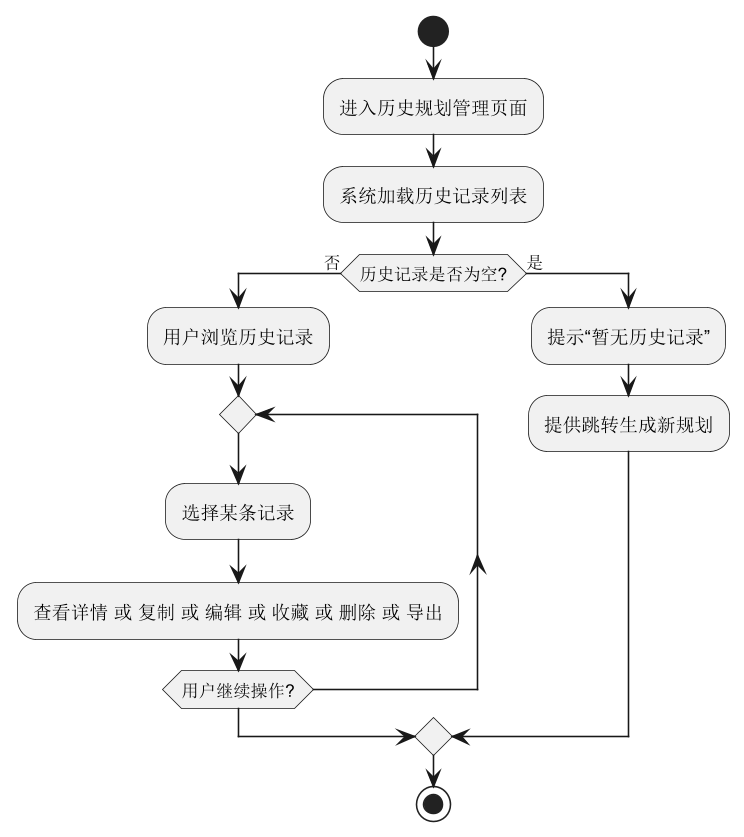 进入历史规划管理页面
系统加载历史记录列表
否
历史记录是否为空?
是
用户浏览历史记录
提示“暂无历史记录”
提供跳转生成新规划
选择某条记录
查看详情 或 复制 或 编辑 或 收藏 或 删除 或 导出
用户继续操作?